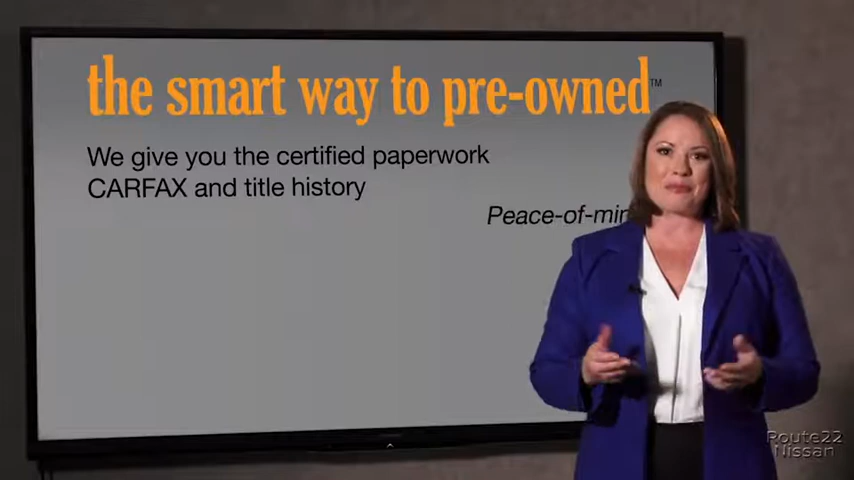 the smart way to pre-owned™
We give you the certified paperwork
CARFAX and title history
Peace-of-min
Route22
Nissan